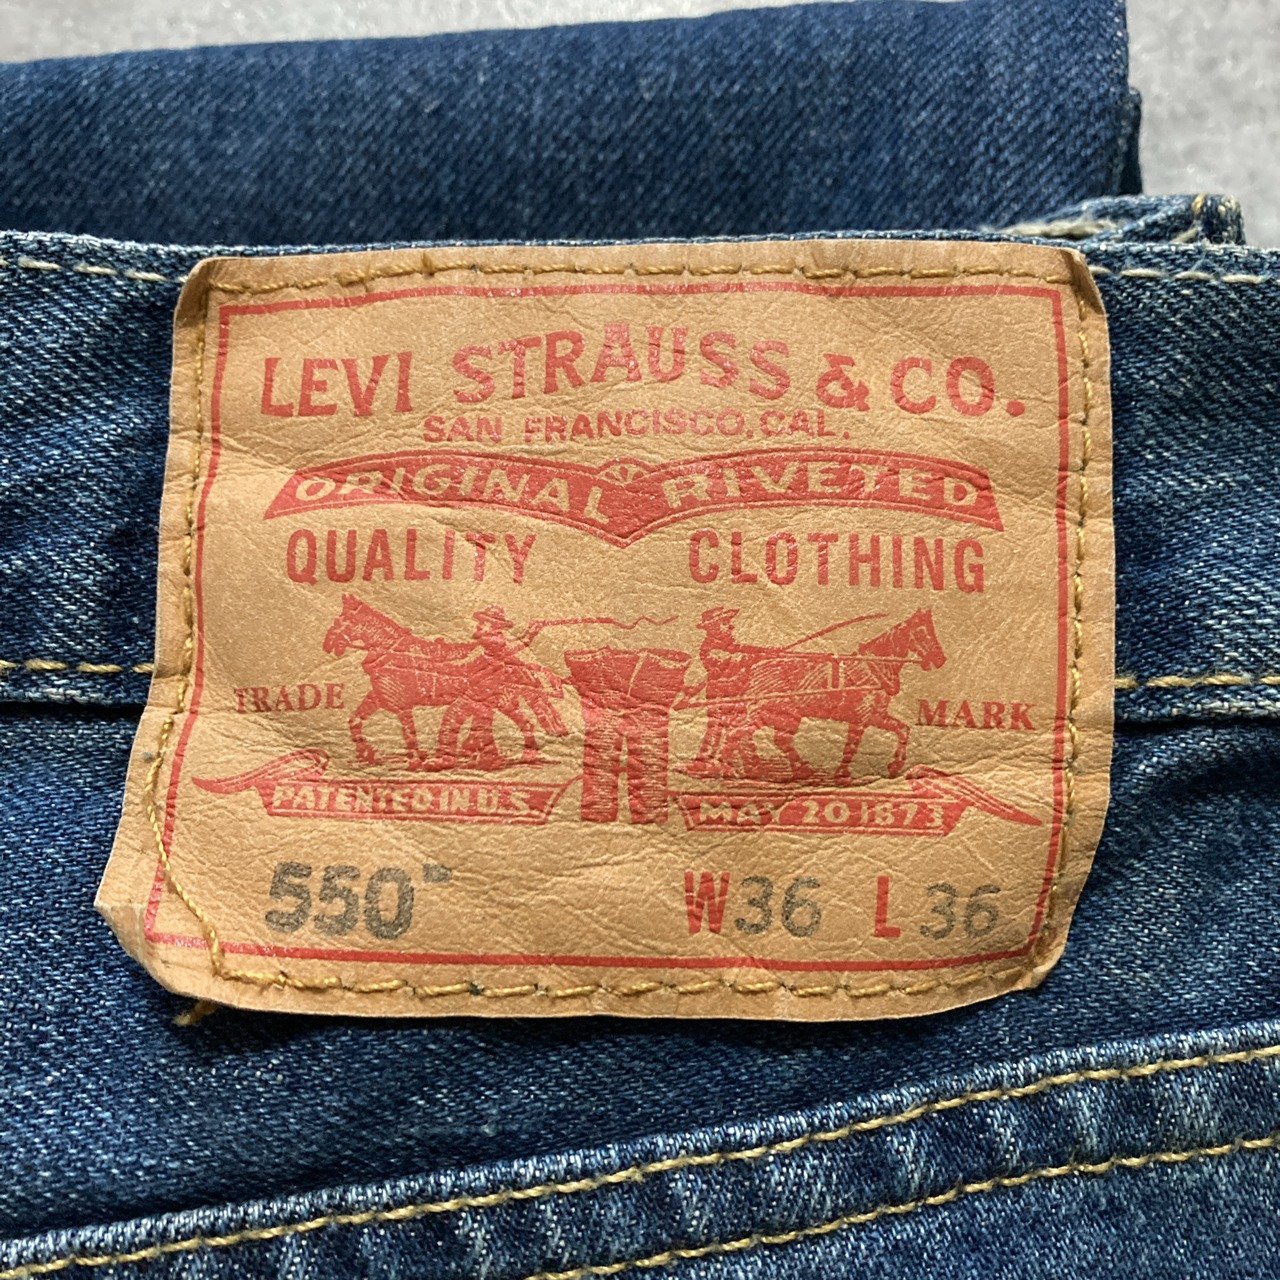 LEVI STRAUSS & CO.
SAN FRANCISCO, CAL.
ORIGINAL RIVETED
QUALITY CLOTHING
TRADE MARK
PATENTED IN U.S. MAY 20 1873
550™ W36 L36